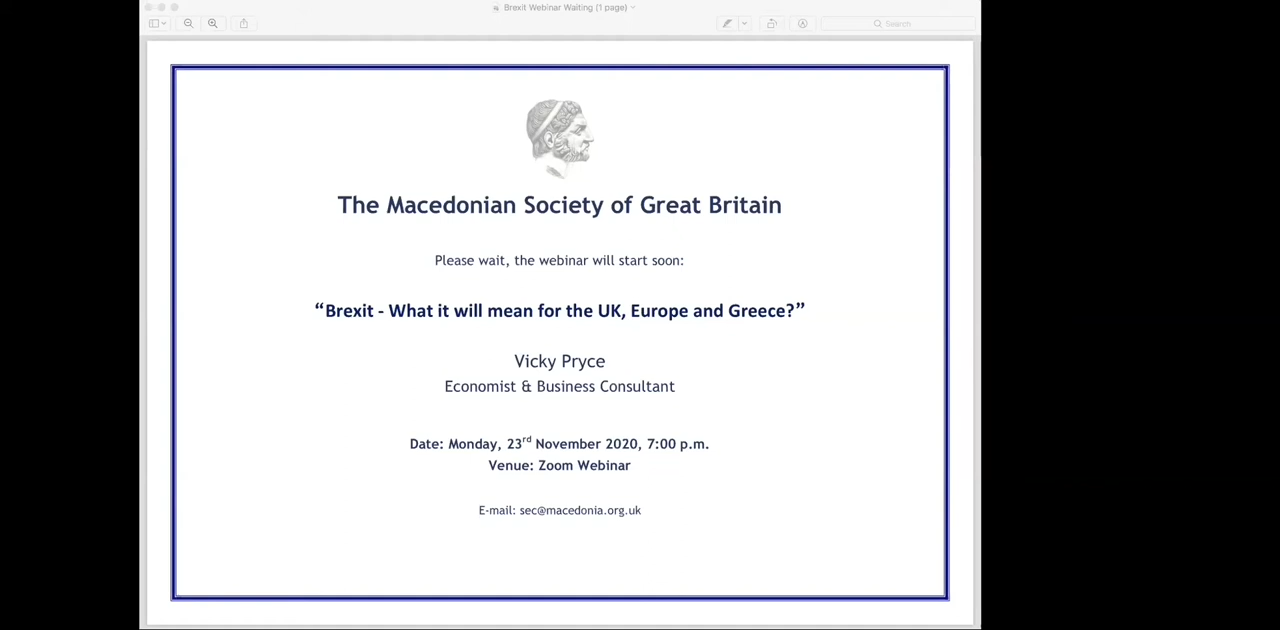 Brexit Webinar Waiting (1 page)
Search
The Macedonian Society of Great Britain
Please wait, the webinar will start soon:
“Brexit - What it will mean for the UK, Europe and Greece?”
Vicky Pryce
Economist & Business Consultant
Date: Monday, 23rd November 2020, 7:00 p.m.
Venue: Zoom Webinar
E-mail: sec@macedonia.org.uk